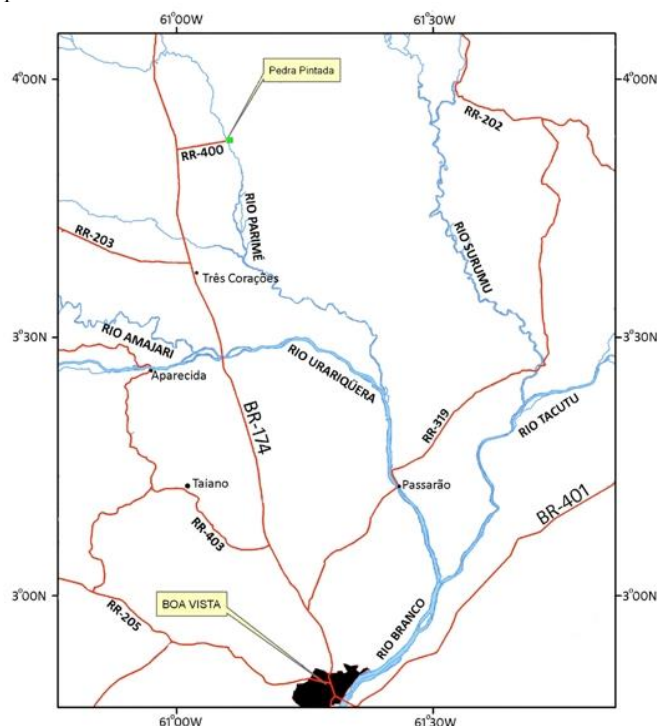 61°00W 61°30W
4°00N 4°00N
Pedra Pintada
RR-202
RR-400
RIO PARIMÉ
RIO SURUMU
RR-203
Três Corações
3°30N 3°30N
RIO AMAJARI
RIO URARIQÜERA
Aparecida
BR-174
RR-319
RIO TACUTU
Taiano
Passarão
BR-401
RR-403
3°00N 3°00N
BOA VISTA
RR-205
RIO BRANCO
61°00W 61°30W